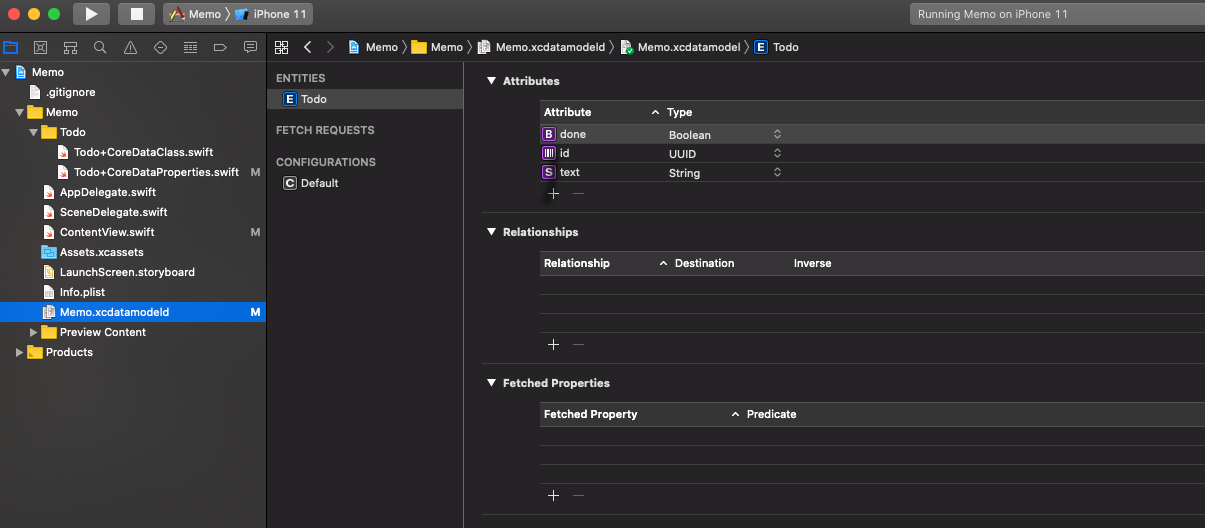 Memo iPhone 11 Running Memo on iPhone 11
Memo Memo Memo.xcdatamodeld Memo.xcdatamodel E Todo
Memo
.gitignore
Memo
Todo
Todo+CoreDataClass.swift
Todo+CoreDataProperties.swift M
AppDelegate.swift
SceneDelegate.swift
ContentView.swift M
Assets.xcassets
LaunchScreen.storyboard
Info.plist
Memo.xcdatamodeld M
Preview Content
Products
ENTITIES
E Todo
FETCH REQUESTS
CONFIGURATIONS
C Default
Attributes
Attribute Type
B done Boolean
id UUID
S text String
Relationships
Relationship Destination Inverse
Fetched Properties
Fetched Property Predicate